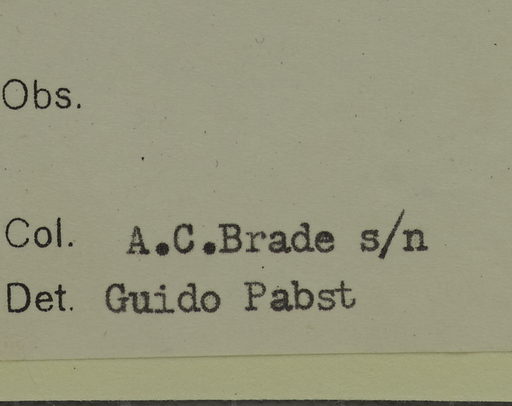 Obs.
Col. A.C.Brade s/n
Det. Guido Pabst